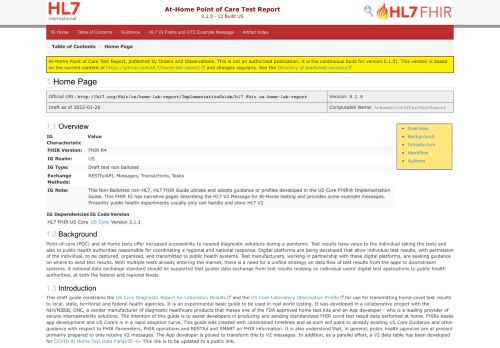 HL7
International
At-Home Point of Care Test Report
0.1.0 - CI Build US
HL7 FHIR
IG Home Table of Contents Guidance HL7 V2 Fields and OTC Example Message Artifact Index
Table of Contents Home Page
At-Home Point of Care Test Report, published by Orders and Observations. This is not an authorized publication; it is the continuous build for version 0.1.0). This version is based
on the current content of https://github.com/HL7/home-lab-report/ and changes regularly. See the Directory of published versions
1 Home Page
Official URL: http://hl7.org/fhir/us/home-lab-report/ImplementationGuide/hl7.fhir.us.home-lab-report Version: 0.1.0
Draft as of 2022-03-26 Computable Name: AtHomePointOfCareTestReport
Overview
Background
Introduction
Workflow
Authors
1.1 Overview
IG Value
Characteristic
FHIR Version: FHIR R4
IG Realm: US
IG Type: Draft test non balloted
Exchange RESTful/API, Messages, Transactions, Tasks
Methods:
IG Note: This Non-Balloted non-HL7, HL7 FHIR Guide utilizes and adopts guidance or profiles developed in the US Core FHIR® Implementation
Guide. This FHIR IG has narrative pages describing the HL7 V2 Message for At-Home testing and provides some example messages.
Presently public health departments usually only can handle and store HL7 V2
IG Dependencies IG Code Version
HL7 FHIR US Core US Core Version 3.1.1
1.2 Background
Point-of-care (POC) and at-home tests offer increased accessibility to needed diagnostic solutions during a pandemic. Test results have value to the individual taking the tests and
also to public health authorities responsible for coordinating a regional and national response. Digital platforms are being developed that allow individual test results, with permission
of the individual, to be captured, organized, and transmitted to public health systems. Test manufacturers, working in partnership with these digital platforms, are seeking guidance
on where to send test results. With multiple tests already entering the market, there is a need for a unified strategy on data flow of test results from the apps to downstream
systems. A national data exchange standard should be supported that guides data exchange from test results residing on individual users' digital test applications to public health
authorities, at both the federal and regional levels.
1.3 Introduction
This draft guide constrains the US Core Diagnostic Report for Laboratory Results and the US Core Laboratory Observation Profile for use for transmitting home-covid test results
to local, state, territorial and federal health agencies. It is an experimental basic guide to be used in real world testing. It was developed in a collaborative project with the
NIH/NIBIB, ONC, a vendor manufacturer of diagnostic healthcare products that makes one of the FDA approved home test kits and an App developer - who is a leading provider of
secure interoperability solutions. The intention of this guide is to assist developers in producing and sending standardized FHIR covid test result data performed at home. FHIRs
app development and US Core's is in a rapid adoption curve. This guide was created with constrained timelines and as such will point to already existing US Core Guidance and other
guidance with respect to FHIR Parameters, FHIR operations and RESTful and SMART on FHIR information. It is also understood that, in general, public health agencies are at present
primarily prepared to only receive V2 messages. The App developer is poised to transform this to V2 messages. In addition, as a parallel effort, a V2 data table has been developed
for COVID At Home Test Data Fields. <- This link is to be updated to a public link.